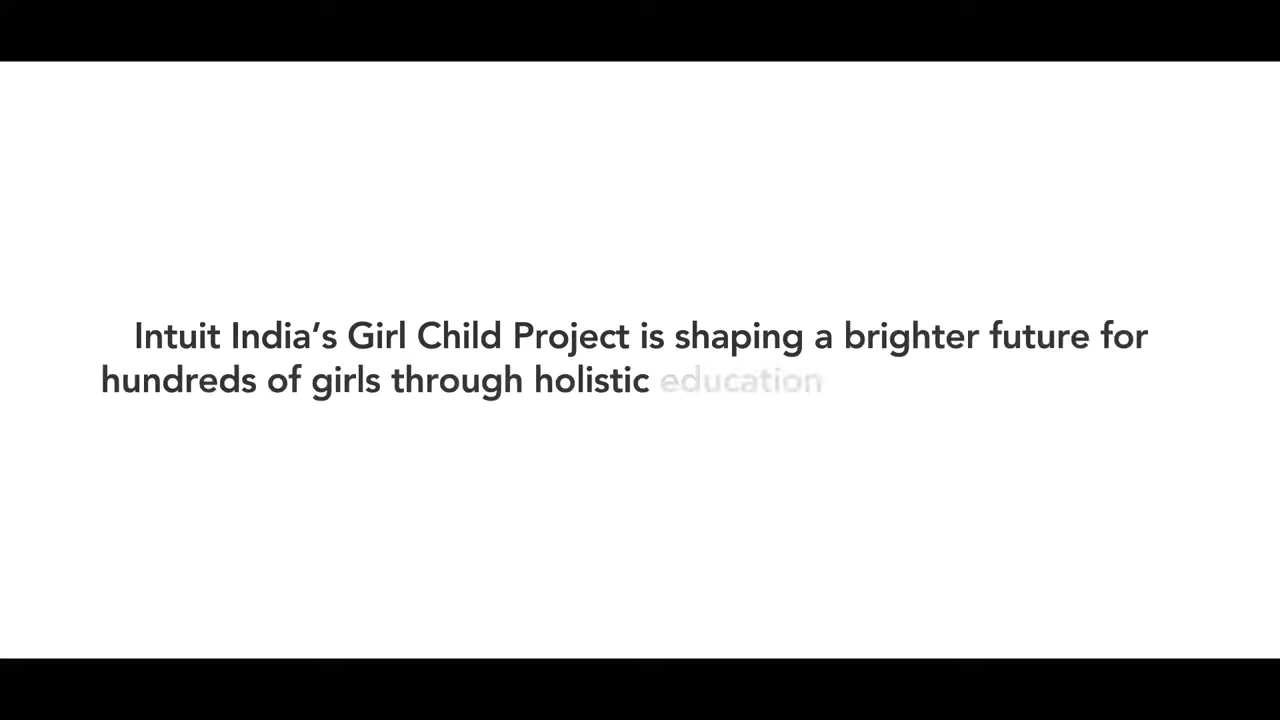 Intuit India’s Girl Child Project is shaping a brighter future for
hundreds of girls through holistic education